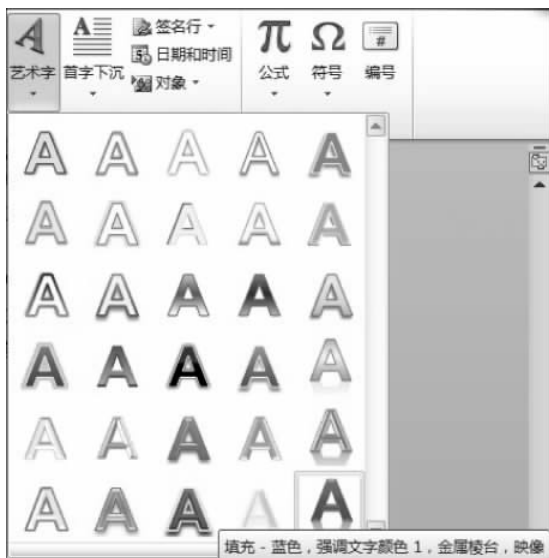 签名行
日期和时间
对象
艺术字
首字下沉
公式
符号
编号
填充 - 蓝色，强调文字颜色 1，金属棱台，映像